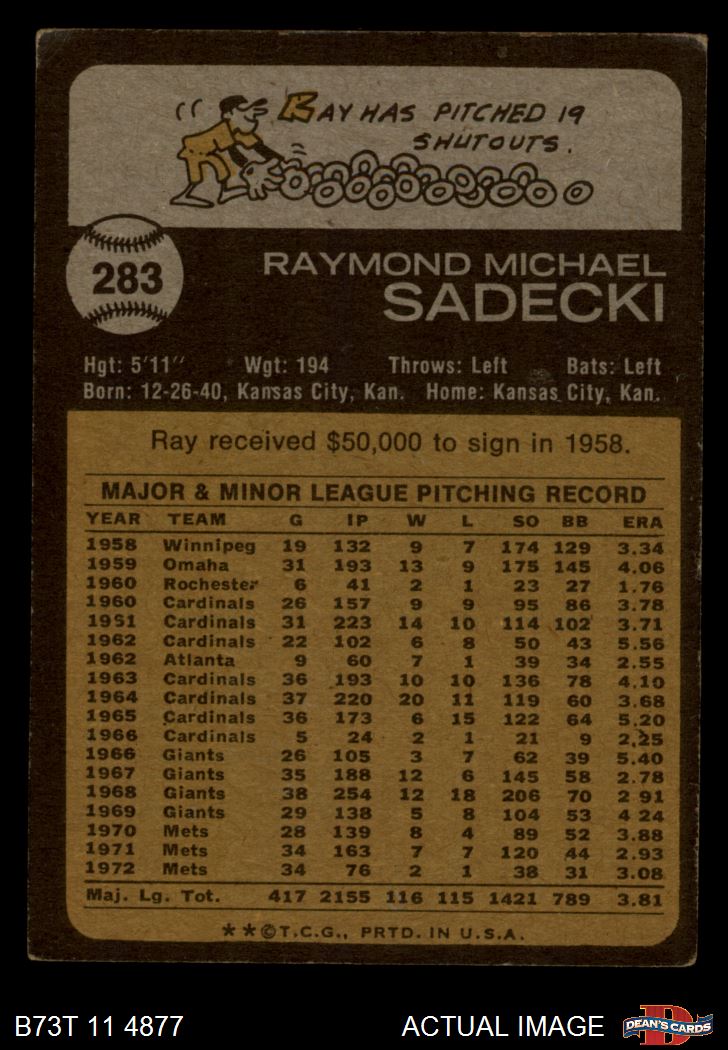 RAY HAS PITCHED 19
SHUTOUTS.
283
RAYMOND MICHAEL
SADECKI
Hgt: 5'11" Wgt: 194 Throws: Left Bats: Left
Born: 12-26-40, Kansas City, Kan. Home: Kansas City, Kan.
Ray received $50,000 to sign in 1958.
MAJOR & MINOR LEAGUE PITCHING RECORD
YEAR TEAM G IP W L SO BB ERA
1958 Winnipeg 19 132 9 7 174 129 3.34
1959 Omaha 31 193 13 9 175 145 4.06
1960 Rochester 6 41 2 1 23 27 1.76
1960 Cardinals 26 157 9 9 95 86 3.78
1951 Cardinals 31 223 14 10 114 102 3.71
1962 Cardinals 22 102 6 8 50 43 5.56
1962 Atlanta 9 60 7 1 39 34 2.55
1963 Cardinals 36 193 10 10 136 78 4.10
1964 Cardinals 37 220 20 11 119 60 3.68
1965 Cardinals 36 173 6 15 122 64 5.20
1966 Cardinals 5 24 2 1 21 9 2.25
1966 Giants 26 105 3 7 62 39 5.40
1967 Giants 35 188 12 6 145 58 2.78
1968 Giants 38 254 12 18 206 70 2 91
1969 Giants 29 138 5 8 104 53 4 24
1970 Mets 28 139 8 4 89 52 3.88
1971 Mets 34 163 7 7 120 44 2.93
1972 Mets 34 76 2 1 38 31 3.08
Maj. Lg. Tot. 417 2155 116 115 1421 789 3.81
**©T.C.G., PRTD. IN U.S.A.
B73T 11 4877 ACTUAL IMAGE
D
DEAN'S CARDS